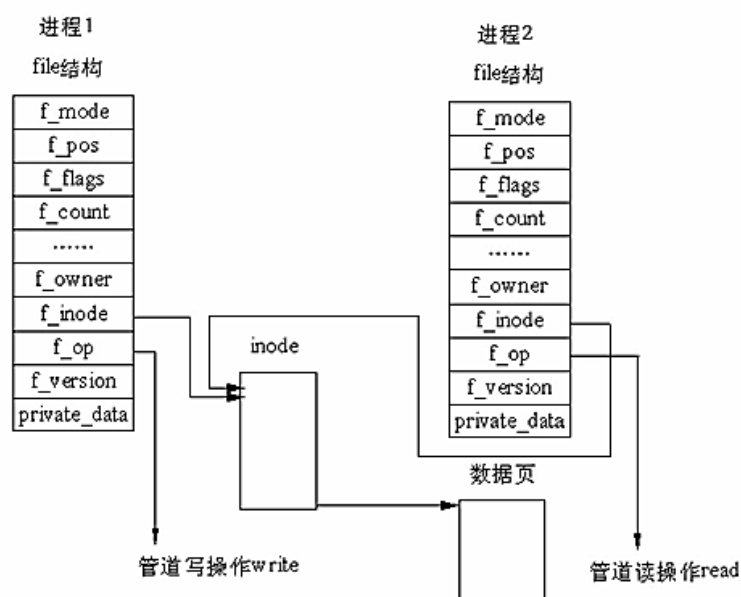 进程1
file结构
f_mode
f_pos
f_flags
f_count
······
f_owner
f_inode
f_op
f_version
private_data
进程2
file结构
f_mode
f_pos
f_flags
f_count
······
f_owner
f_inode
f_op
f_version
private_data
inode
数据页
管道写操作write
管道读操作read